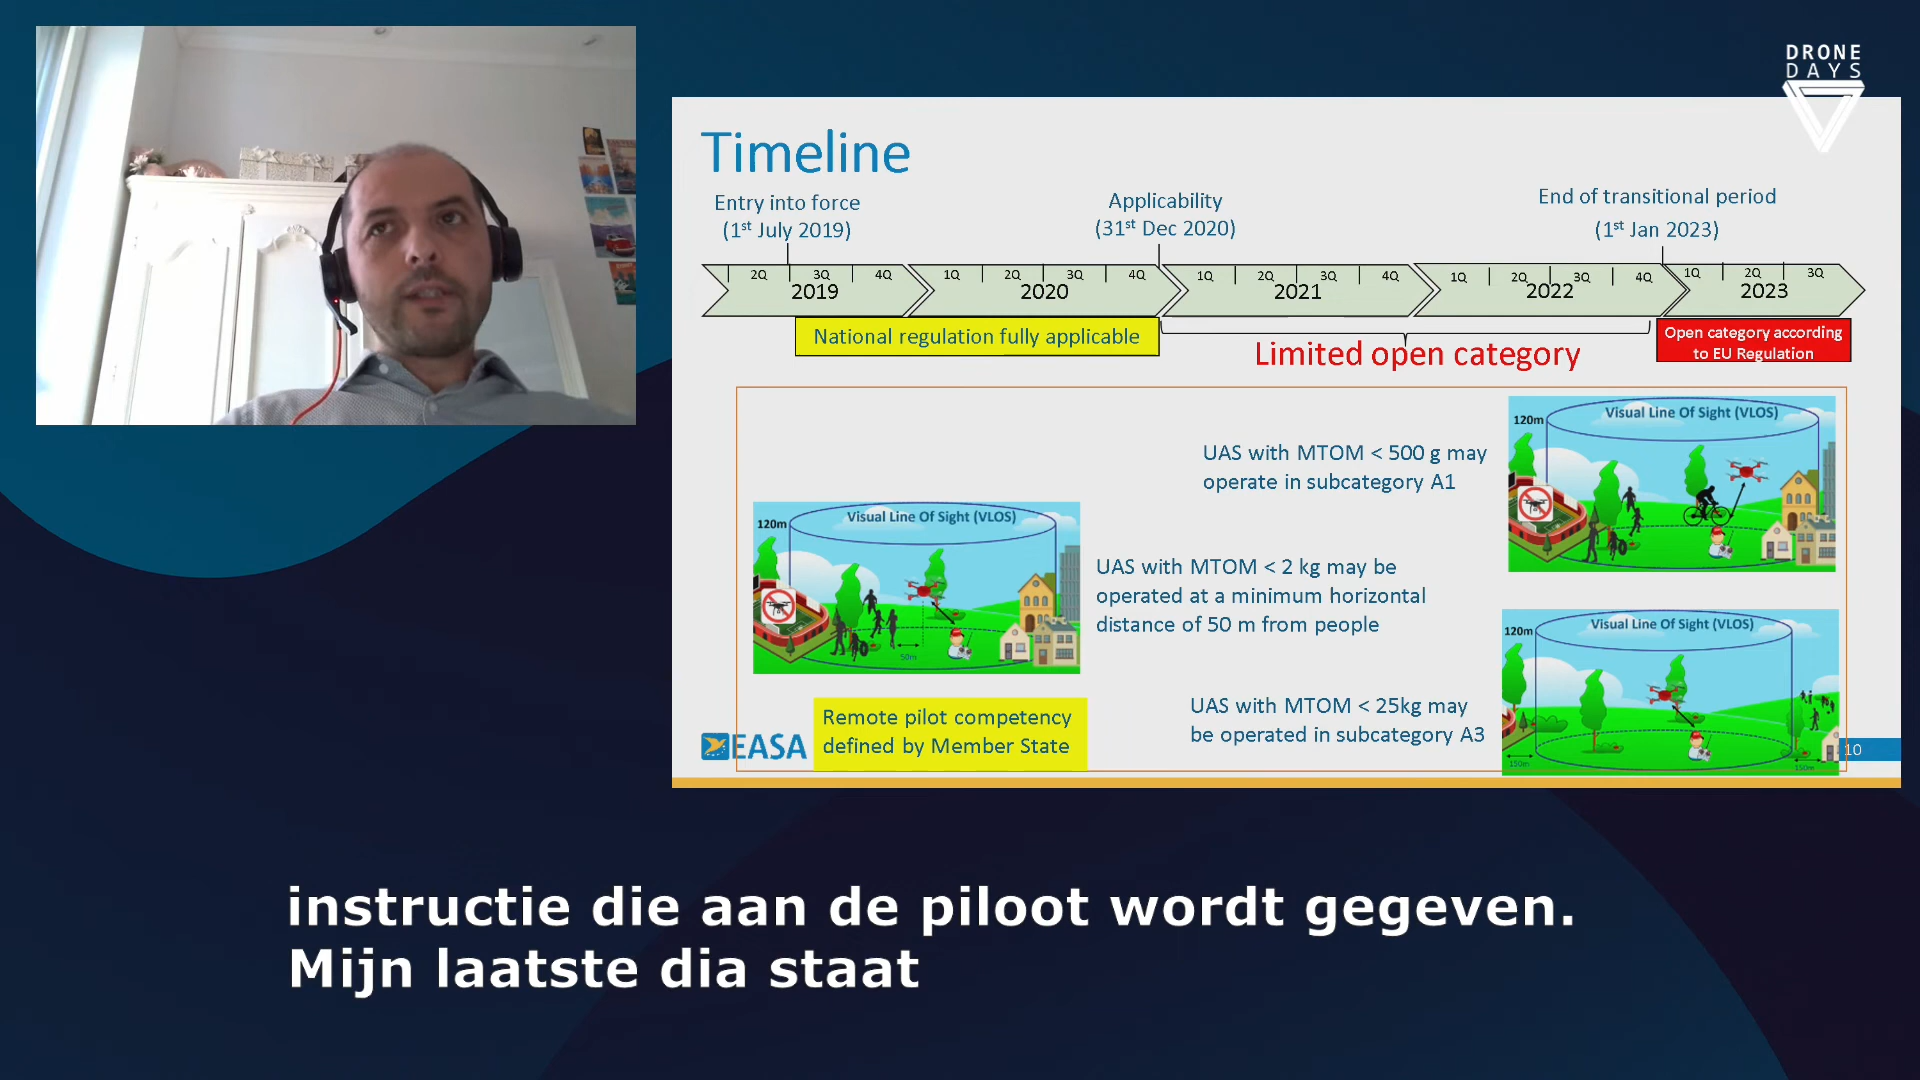 DRONE
DAYS
Timeline
Entry into force
(1st July 2019)
Applicability
(31st Dec 2020)
End of transitional period
(1st Jan 2023)
2Q 3Q 4Q 1Q 2Q 3Q 4Q 1Q 2Q 3Q 4Q 1Q 2Q 3Q 4Q 1Q 2Q 3Q
2019 2020 2021 2022 2023
National regulation fully applicable
Limited open category
Open category according
to EU Regulation
Visual Line Of Sight (VLOS)
120m
UAS with MTOM < 500 g may
operate in subcategory A1
Visual Line Of Sight (VLOS)
120m
50m
UAS with MTOM < 2 kg may be
operated at a minimum horizontal
distance of 50 m from people
Visual Line Of Sight (VLOS)
120m
150m
150m
UAS with MTOM < 25kg may
be operated in subcategory A3
Remote pilot competency
defined by Member State
EASA
10
instructie die aan de piloot wordt gegeven.
Mijn laatste dia staat